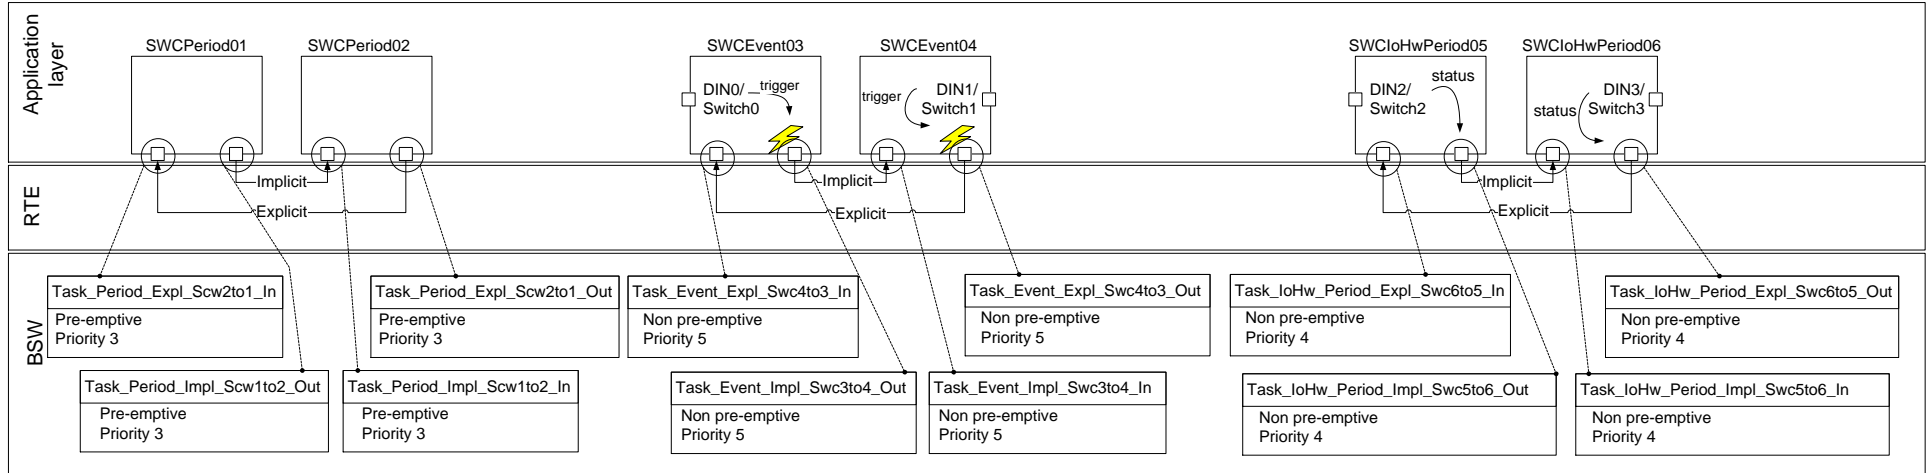 Application
layer
SWCPeriod01
SWCPeriod02
SWCEvent03
SWCEvent04
SWCIoHwPeriod05
SWCIoHwPeriod06
DIN0/
Switch0
trigger
trigger
DIN1/
Switch1
DIN2/
Switch2
status
status
DIN3/
Switch3
RTE
Implicit
Explicit
Implicit
Explicit
Implicit
Explicit
BSW
Task_Period_Expl_Scw2to1_In
Pre-emptive
Priority 3
Task_Period_Expl_Scw2to1_Out
Pre-emptive
Priority 3
Task_Event_Expl_Swc4to3_In
Non pre-emptive
Priority 5
Task_Event_Expl_Swc4to3_Out
Non pre-emptive
Priority 5
Task_IoHw_Period_Expl_Swc6to5_In
Non pre-emptive
Priority 4
Task_IoHw_Period_Expl_Swc6to5_Out
Non pre-emptive
Priority 4
Task_Period_Impl_Scw1to2_Out
Pre-emptive
Priority 3
Task_Period_Impl_Scw1to2_In
Pre-emptive
Priority 3
Task_Event_Impl_Swc3to4_Out
Non pre-emptive
Priority 5
Task_Event_Impl_Swc3to4_In
Non pre-emptive
Priority 5
Task_IoHw_Period_Impl_Swc5to6_Out
Non pre-emptive
Priority 4
Task_IoHw_Period_Impl_Swc5to6_In
Non pre-emptive
Priority 4